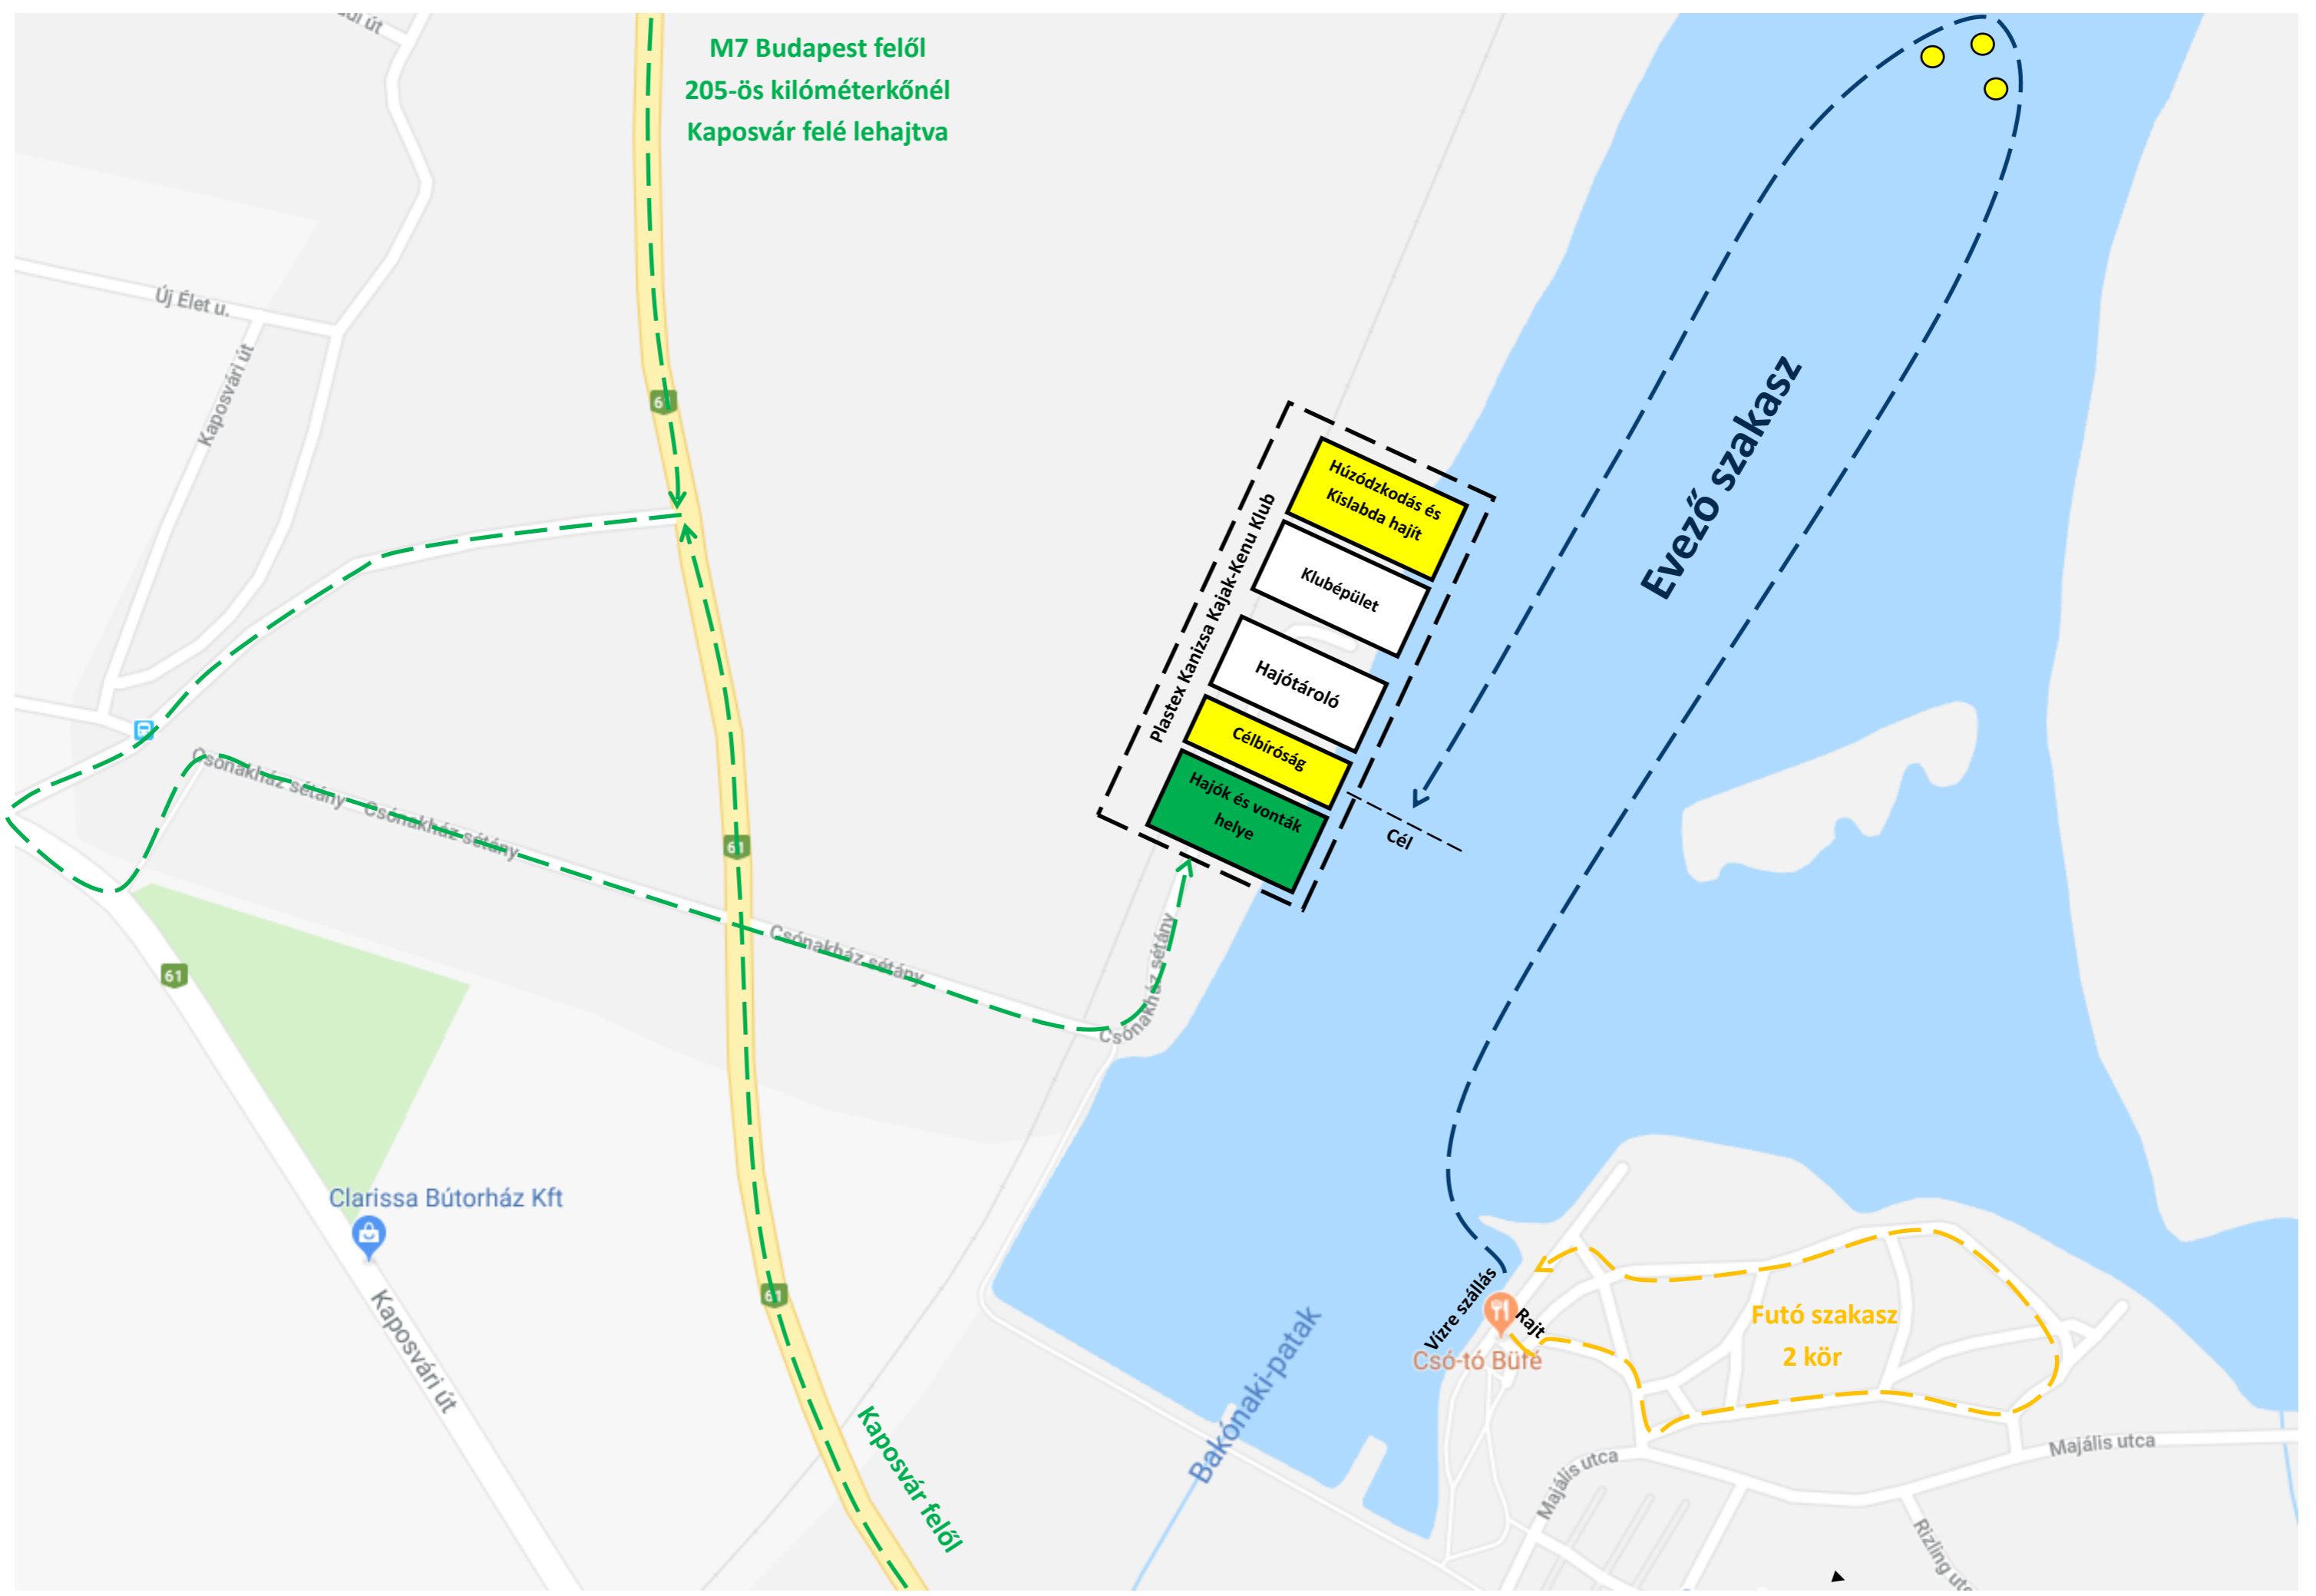 M7 Budapest felől
205-ös kilóméterkőnél
Kaposvár felé lehajtva
Új Élet u.
Kaposvári út
61
Evező szakasz
Húzódzkodás és
Kislabda hajít
Klubépület
Hajótároló
Célbíróság
Hajók és vonták
helye
Plastex Kanizsa Kajak-Kenu Klub
Cél
Csónakház sétány
Csónakház sétány
61
Csónakház sétány
Csónakház sétány
61
Clarissa Bútorház Kft
Kaposvári út
61
Kaposvár felől
Bakónaki-patak
Vízre szállás
Rajt
Csó-tó Büfé
Futó szakasz
2 kör
Majális utca
Majális utca
Rizling